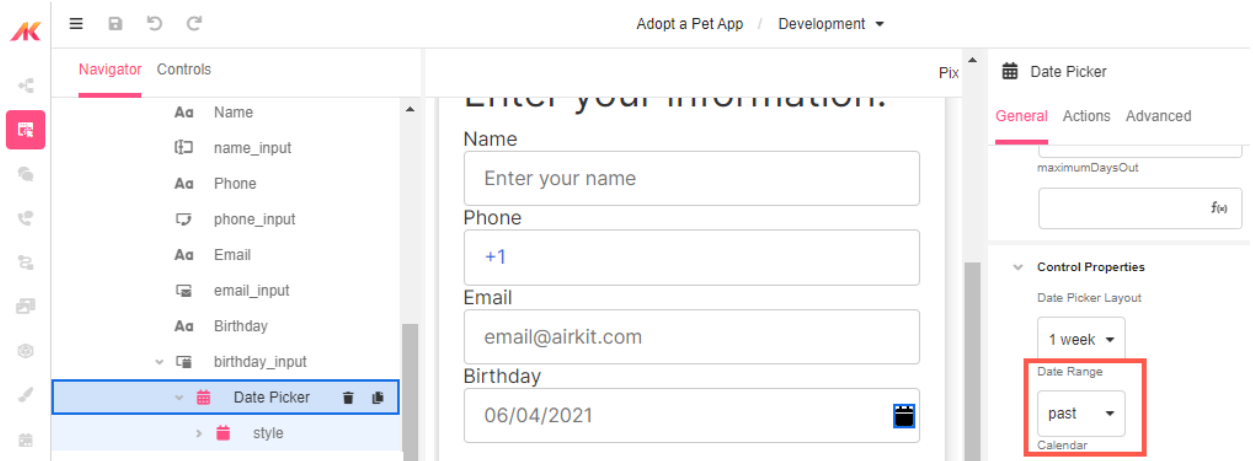 Adopt a Pet App / Development
Navigator Controls
Pix
Date Picker
General Actions Advanced
Aa Name
name_input
Aa Phone
phone_input
Aa Email
email_input
Aa Birthday
birthday_input
Date Picker
style
Enter your information:
Name
Enter your name
Phone
+1
Email
email@airkit.com
Birthday
06/04/2021
maximumDaysOut
f(x)
Control Properties
Date Picker Layout
1 week
Date Range
past
Calendar